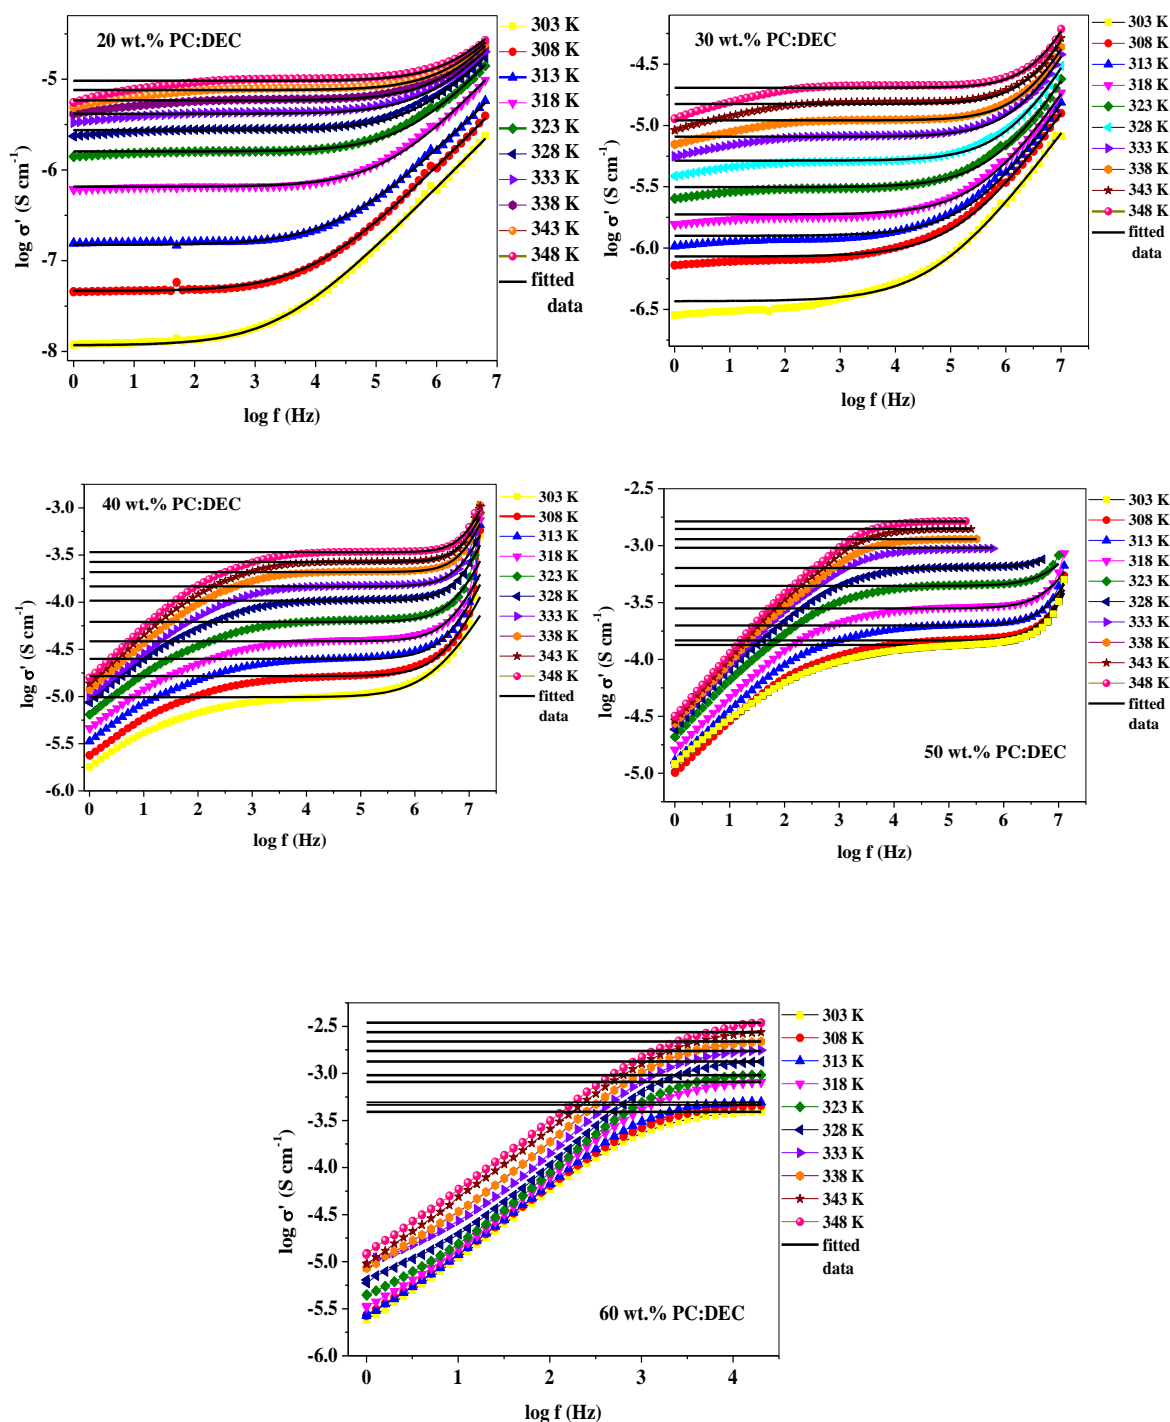 20 wt.% PC:DEC
log σ' (S cm⁻¹)
-5
-6
-7
-8
0 1 2 3 4 5 6 7
log f (Hz)
303 K
308 K
313 K
318 K
323 K
328 K
333 K
338 K
343 K
348 K
fitted
data
30 wt.% PC:DEC
log σ' (S cm⁻¹)
-4.5
-5.0
-5.5
-6.0
-6.5
0 1 2 3 4 5 6 7
log f (Hz)
303 K
308 K
313 K
318 K
323 K
328 K
333 K
338 K
343 K
348 K
fitted
data
40 wt.% PC:DEC
log σ' (S cm⁻¹)
-3.0
-3.5
-4.0
-4.5
-5.0
-5.5
-6.0
0 1 2 3 4 5 6 7
log f (Hz)
303 K
308 K
313 K
318 K
323 K
328 K
333 K
338 K
343 K
348 K
fitted
data
50 wt.% PC:DEC
log σ' (S cm⁻¹)
-2.5
-3.0
-3.5
-4.0
-4.5
-5.0
0 1 2 3 4 5 6 7
log f (Hz)
303 K
308 K
313 K
318 K
323 K
328 K
333 K
338 K
343 K
348 K
fitted
data
60 wt.% PC:DEC
log σ' (S cm⁻¹)
-2.5
-3.0
-3.5
-4.0
-4.5
-5.0
-5.5
-6.0
0 1 2 3 4
log f (Hz)
303 K
308 K
313 K
318 K
323 K
328 K
333 K
338 K
343 K
348 K
fitted
data